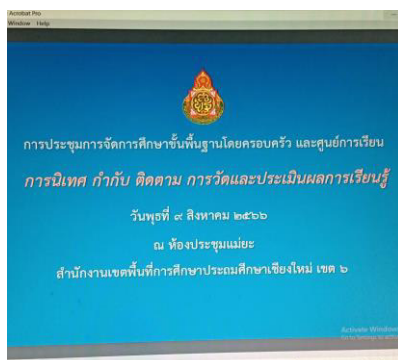 Acrobat Pro
Window Help
การประชุมการจัดการศึกษาขั้นพื้นฐานโดยครอบครัว และศูนย์การเรียน
การนิเทศ กำกับ ติดตาม การวัดและประเมินผลการเรียนรู้
วันพุธที่ ๙ สิงหาคม ๒๕๖๖
ณ ห้องประชุมแม่ยะ
สำนักงานเขตพื้นที่การศึกษาประถมศึกษาเชียงใหม่ เขต ๖
Activate Windows